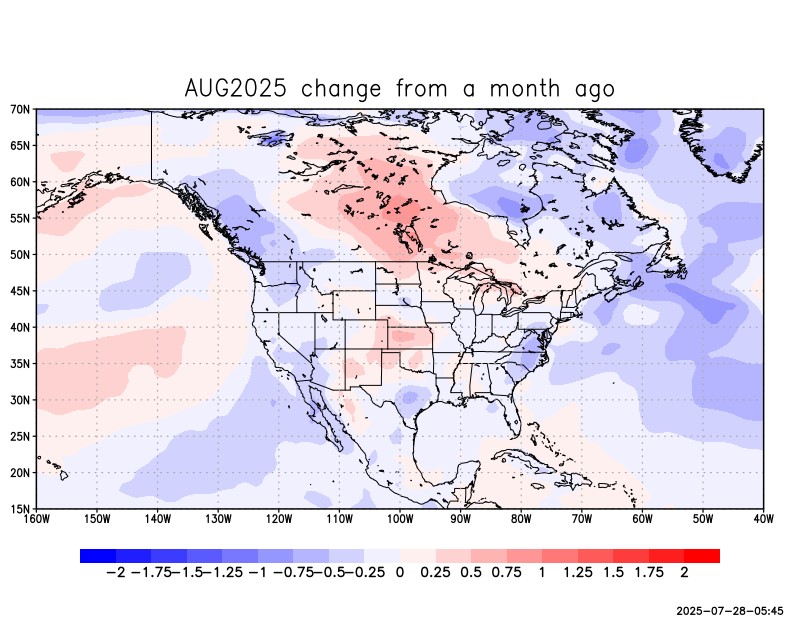 AUG2025 change from a month ago
70N
65N
60N
55N
50N
45N
40N
35N
30N
25N
20N
15N
160W 150W 140W 130W 120W 110W 100W 90W 80W 70W 60W 50W 40W
−2 −1.75 −1.5 −1.25 −1 −0.75 −0.5 −0.25 0 0.25 0.5 0.75 1 1.25 1.5 1.75 2
2025-07-28-05:45